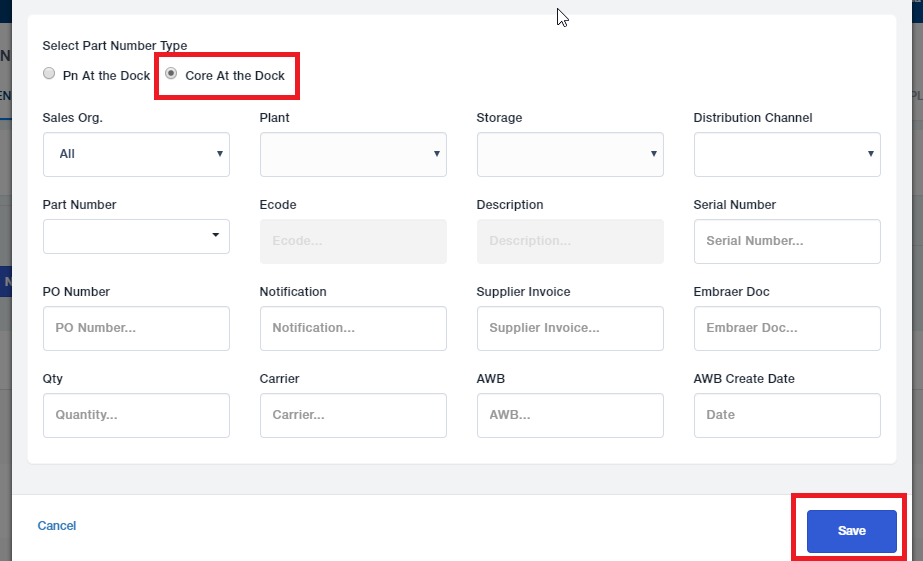 Select Part Number Type
Pn At the Dock Core At the Dock
Sales Org. Plant Storage Distribution Channel
All
Part Number Ecode Description Serial Number
Ecode... Description... Serial Number...
PO Number Notification Supplier Invoice Embraer Doc
PO Number... Notification... Supplier Invoice... Embraer Doc...
Qty Carrier AWB AWB Create Date
Quantity... Carrier... AWB... Date
Cancel Save